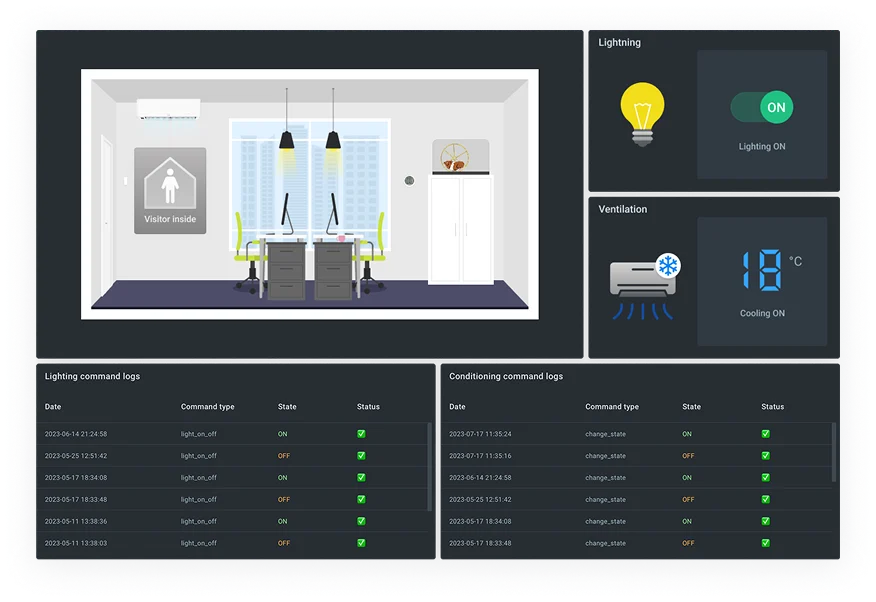 Visitor inside
Lightning
ON
Lighting ON
Ventilation
18 °C
Cooling ON
Lighting command logs
Date Command type State Status
2023-06-14 21:24:58 light_on_off ON
2023-05-25 12:51:42 light_on_off OFF
2023-05-17 18:34:08 light_on_off ON
2023-05-17 18:33:48 light_on_off OFF
2023-05-11 13:38:36 light_on_off ON
2023-05-11 13:38:03 light_on_off OFF
Conditioning command logs
Date Command type State Status
2023-07-17 11:35:24 change_state ON
2023-07-17 11:35:16 change_state OFF
2023-06-14 21:24:58 change_state ON
2023-05-25 12:51:42 change_state OFF
2023-05-17 18:34:08 change_state ON
2023-05-17 18:33:48 change_state OFF